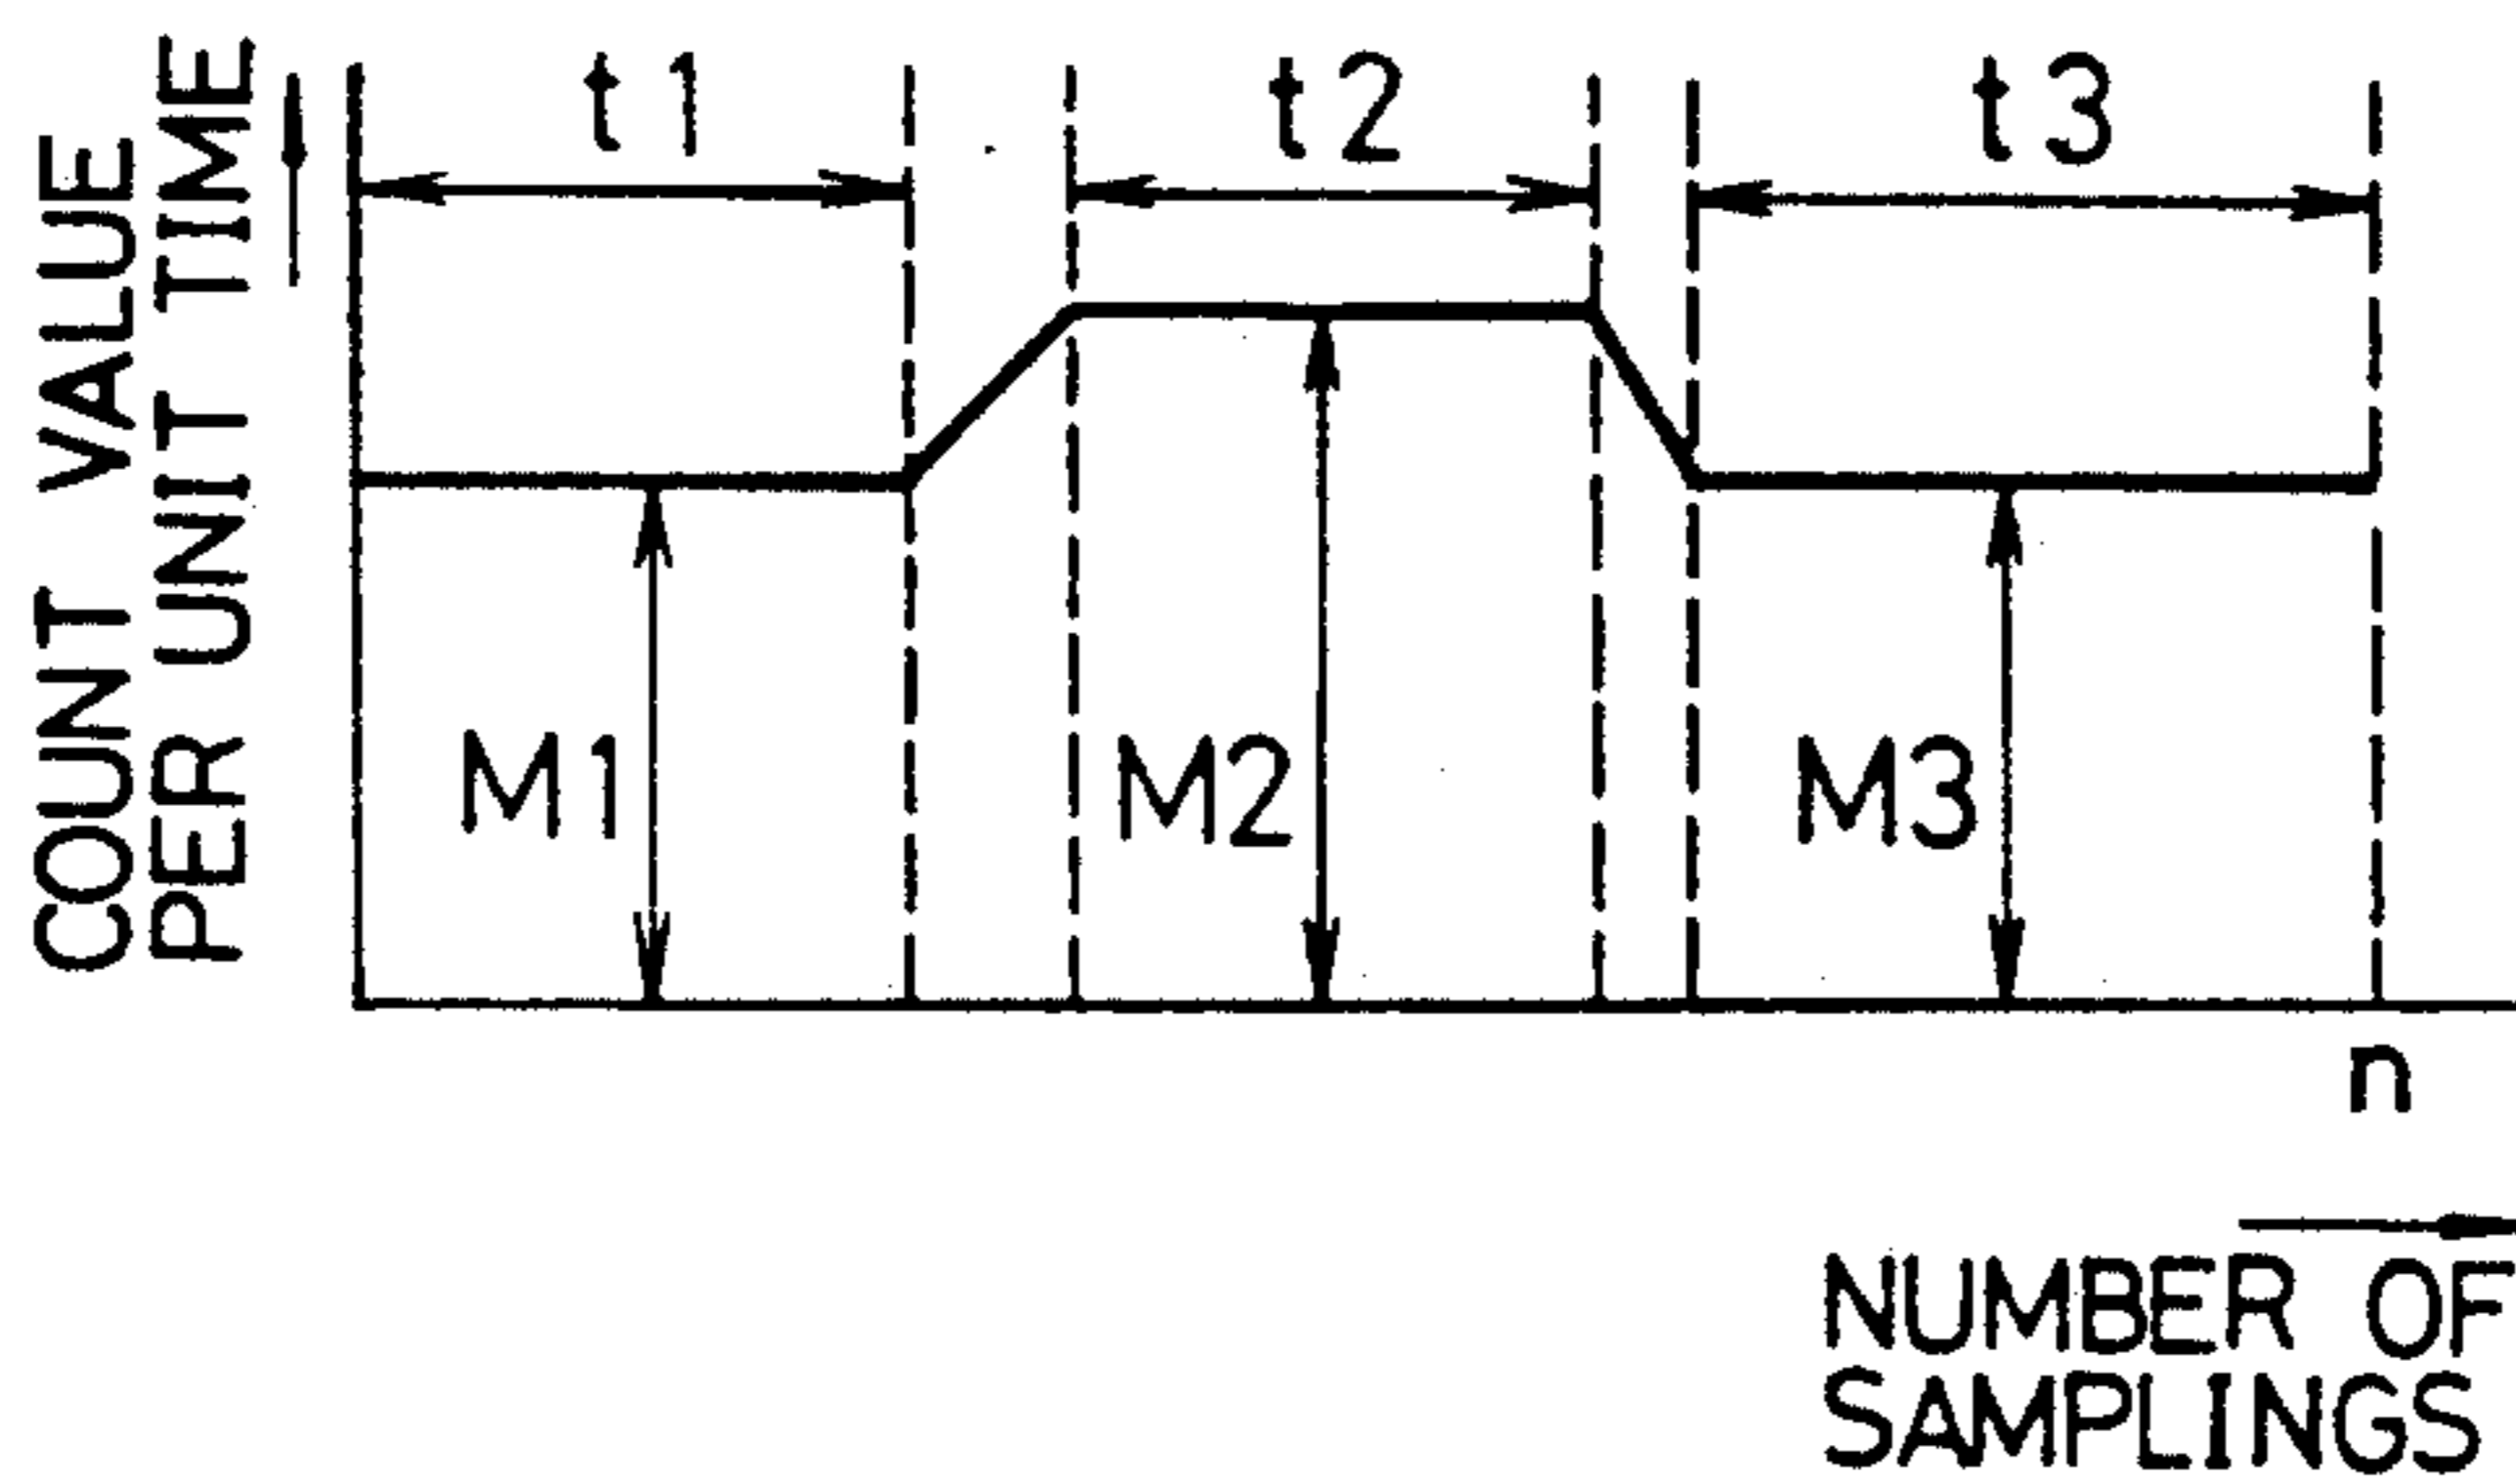 COUNT VALUE
PER UNIT TIME
t1
t2
t3
M1
M2
M3
n
NUMBER OF
SAMPLINGS